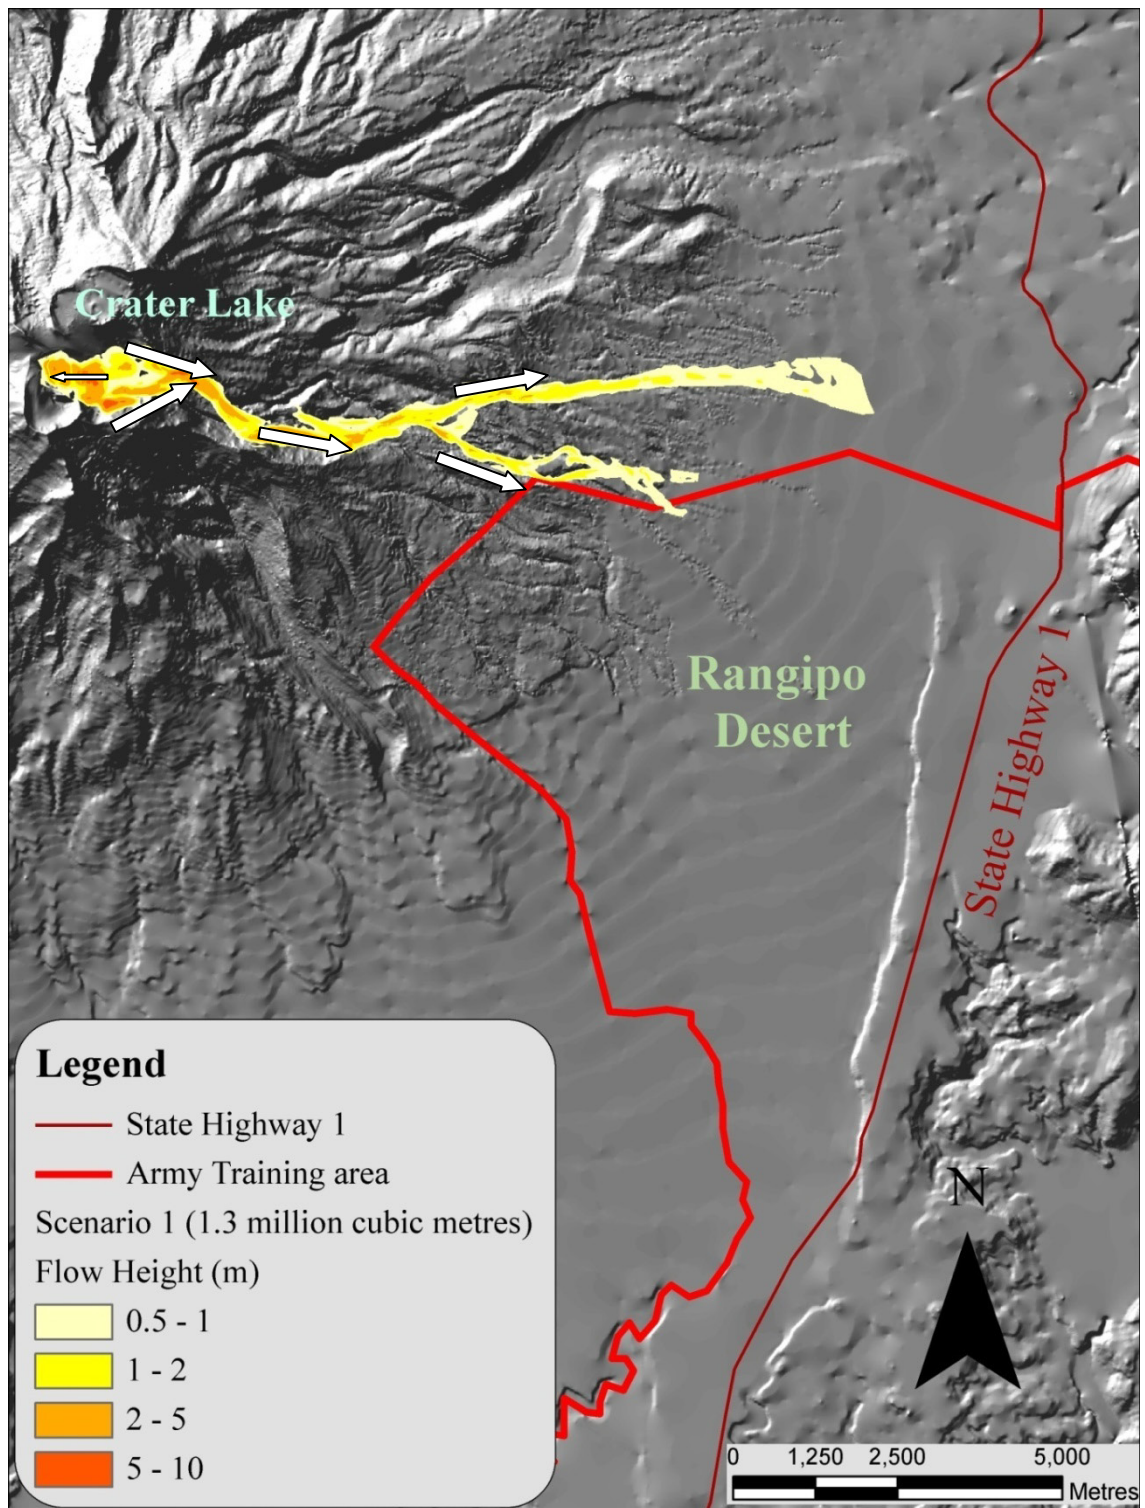 Crater Lake
Rangipo
Desert
State Highway 1
Legend
State Highway 1
Army Training area
Scenario 1 (1.3 million cubic metres)
Flow Height (m)
0.5 - 1
1 - 2
2 - 5
5 - 10
N
0 1,250 2,500 5,000
Metres